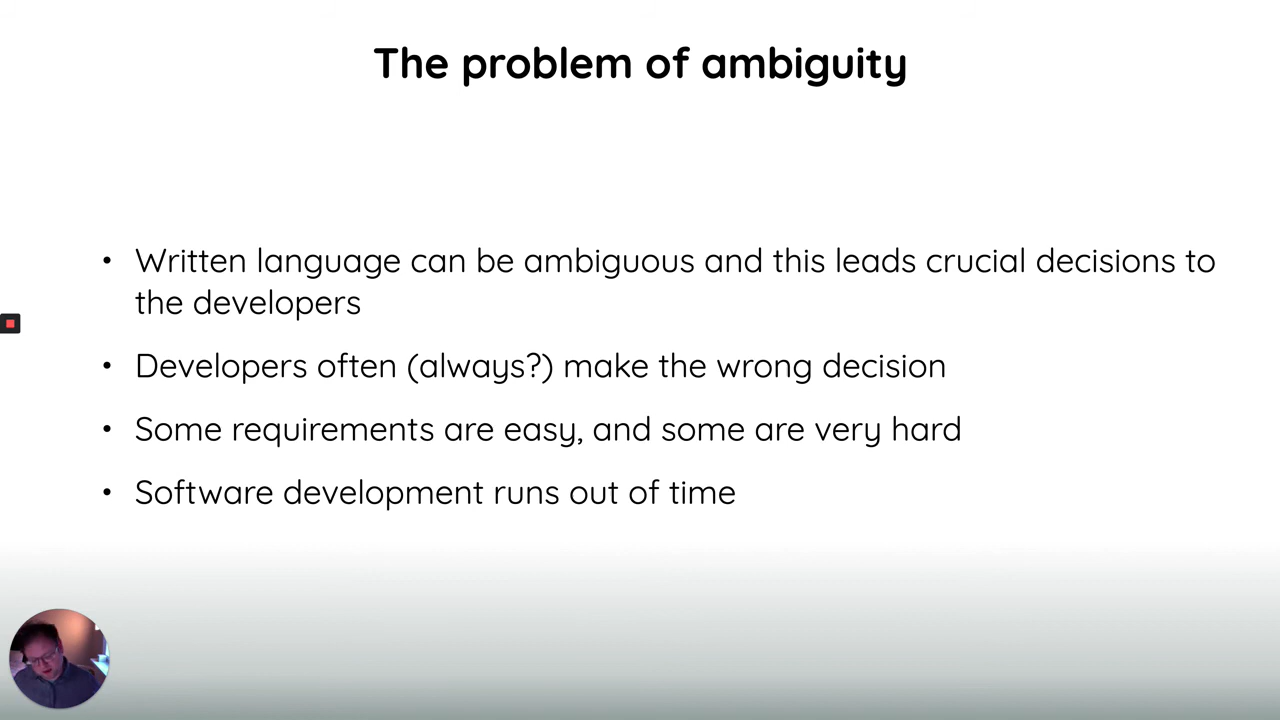 The problem of ambiguity
• Written language can be ambiguous and this leads crucial decisions to
the developers
• Developers often (always?) make the wrong decision
• Some requirements are easy, and some are very hard
• Software development runs out of time